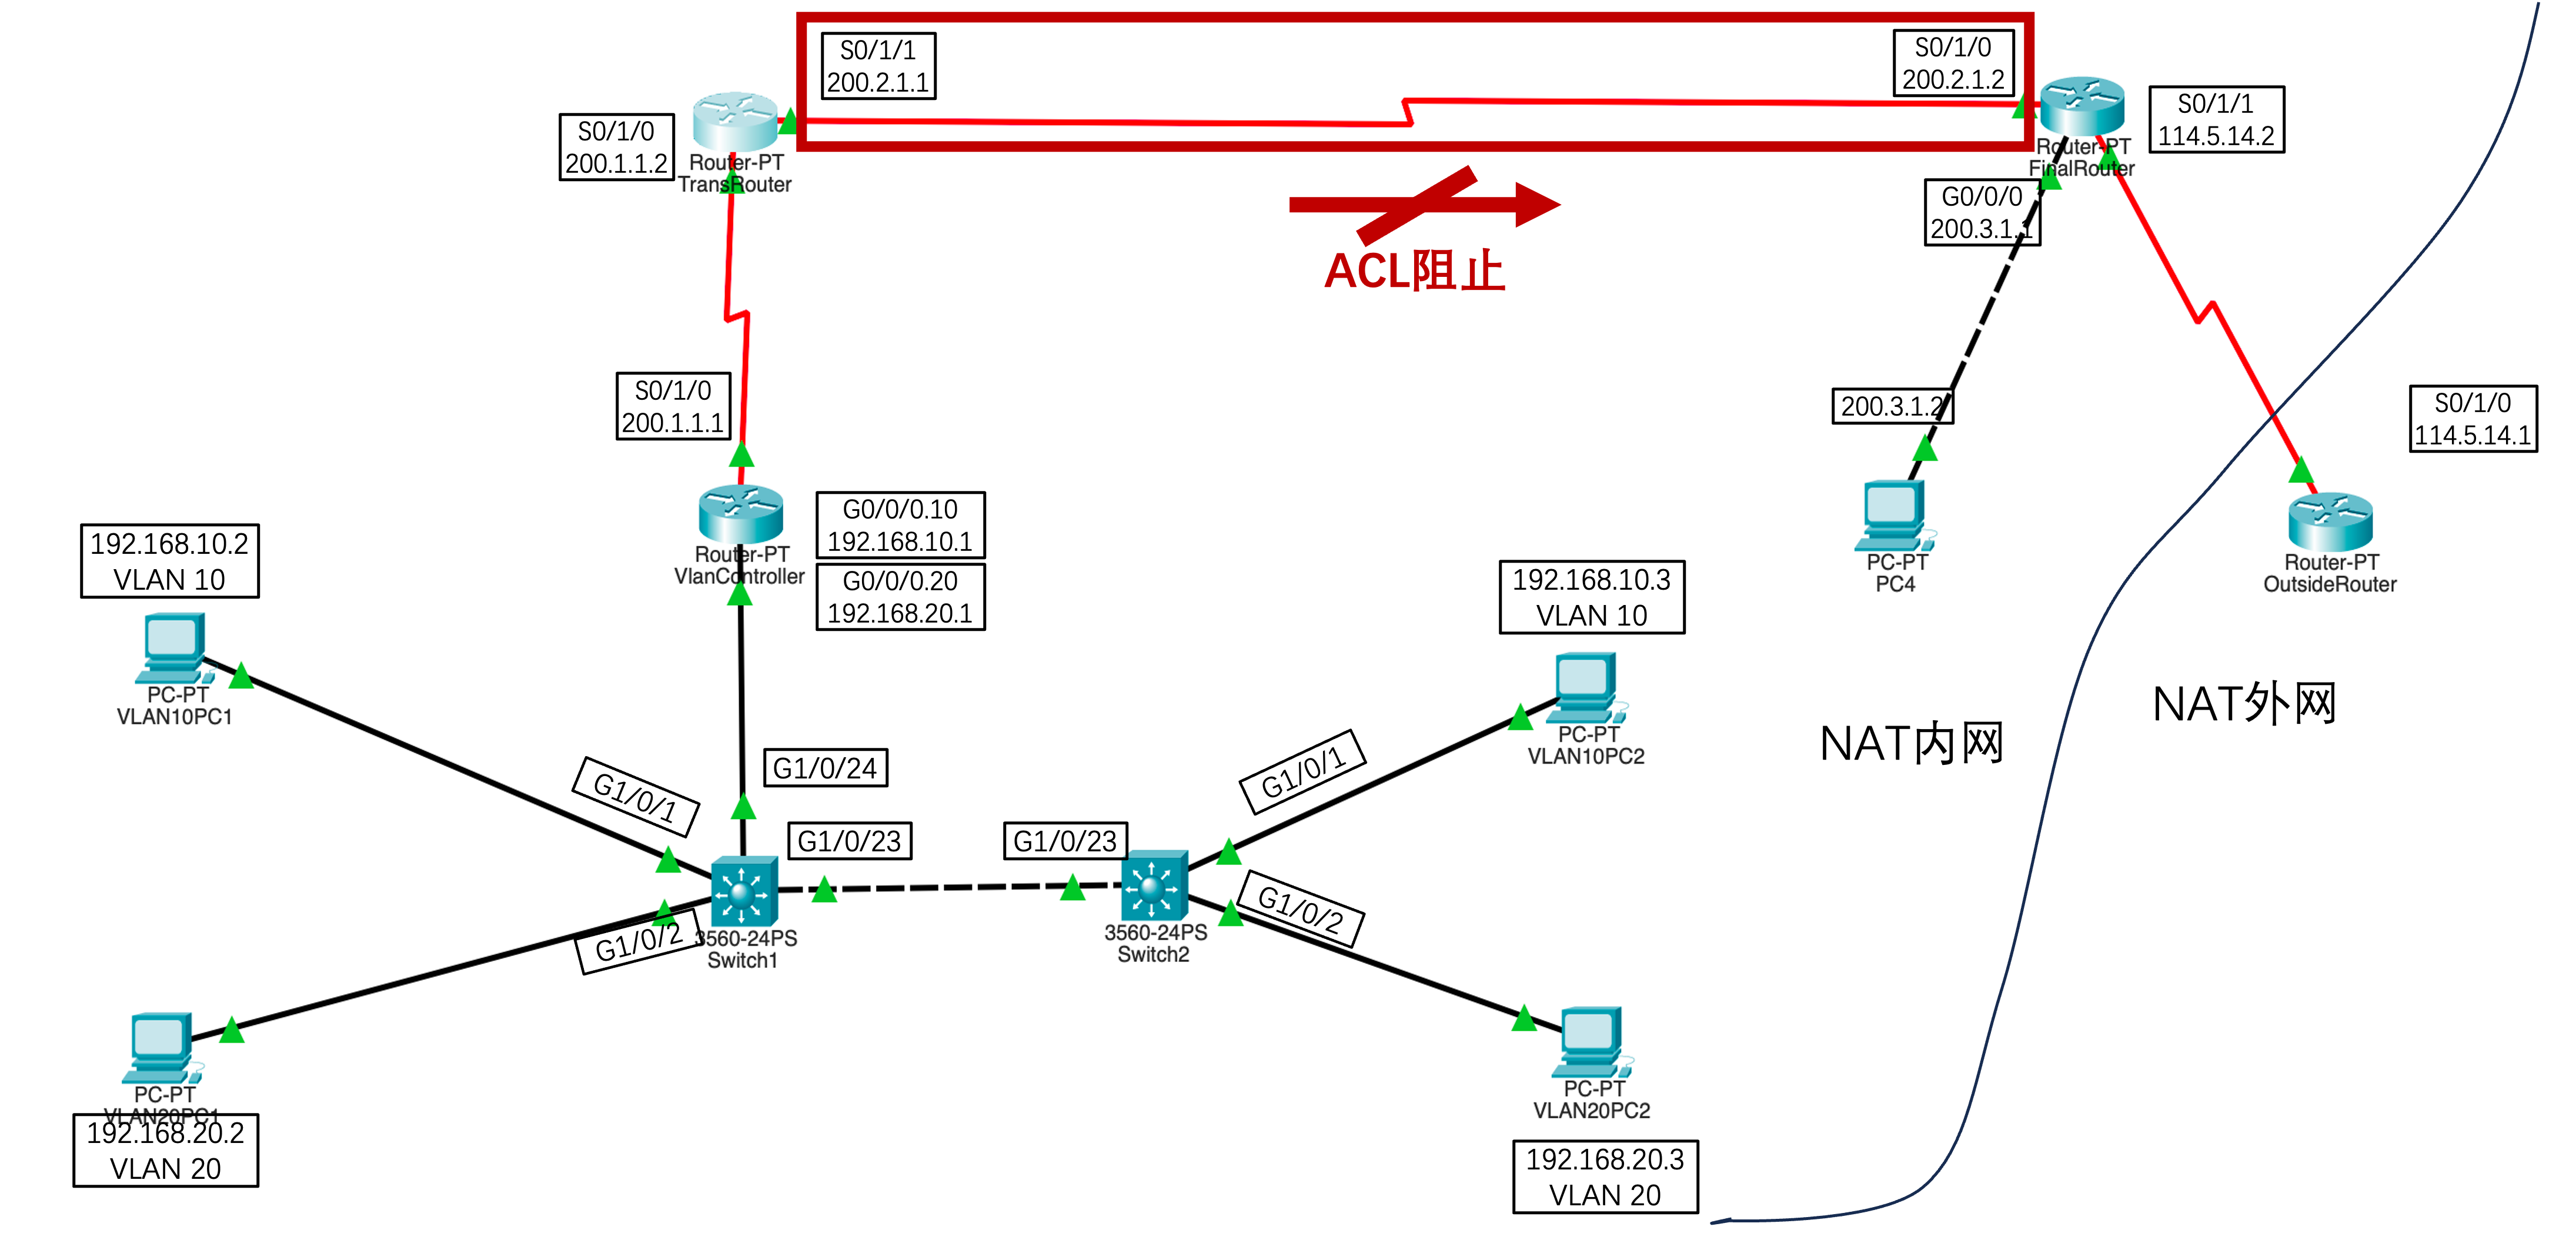 S0/1/1
200.2.1.1
S0/1/0
200.2.1.2
S0/1/1
114.5.14.2
S0/1/0
200.1.1.2
Router-PT
TransRouter
Router-PT
FinalRouter
G0/0/0
200.3.1.1
ACL阻止
S0/1/0
200.1.1.1
200.3.1.2
S0/1/0
114.5.14.1
Router-PT
VlanController
G0/0/0.10
192.168.10.1
G0/0/0.20
192.168.20.1
192.168.10.2
VLAN 10
PC-PT
VLAN10PC1
192.168.10.3
VLAN 10
PC-PT
VLAN10PC2
PC-PT
PC4
Router-PT
OutsideRouter
NAT内网
NAT外网
G1/0/1
G1/0/24
G1/0/23
G1/0/23
G1/0/1
G1/0/2
G1/0/2
3560-24PS
Switch1
3560-24PS
Switch2
PC-PT
VLAN20PC1
192.168.20.2
VLAN 20
PC-PT
VLAN20PC2
192.168.20.3
VLAN 20